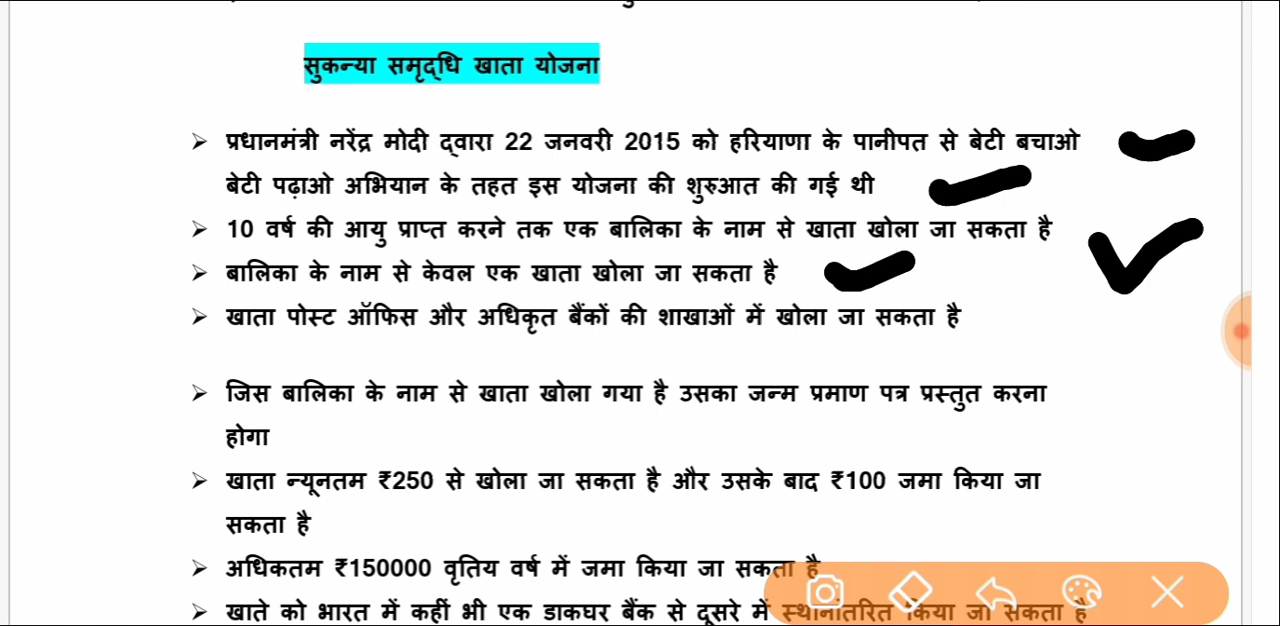 सुकन्या समृद्धि खाता योजना
➢ प्रधानमंत्री नरेंद्र मोदी द्वारा 22 जनवरी 2015 को हरियाणा के पानीपत से बेटी बचाओ
बेटी पढ़ाओ अभियान के तहत इस योजना की शुरुआत की गई थी
➢ 10 वर्ष की आयु प्राप्त करने तक एक बालिका के नाम से खाता खोला जा सकता है
➢ बालिका के नाम से केवल एक खाता खोला जा सकता है
➢ खाता पोस्ट ऑफिस और अधिकृत बैंकों की शाखाओं में खोला जा सकता है
➢ जिस बालिका के नाम से खाता खोला गया है उसका जन्म प्रमाण पत्र प्रस्तुत करना
होगा
➢ खाता न्यूनतम ₹250 से खोला जा सकता है और उसके बाद ₹100 जमा किया जा
सकता है
➢ अधिकतम ₹150000 वृतिय वर्ष में जमा किया जा सकता है
➢ खाते को भारत में कहीं भी एक डाकघर बैंक से दूसरे में स्थानांतरित किया जा सकता है